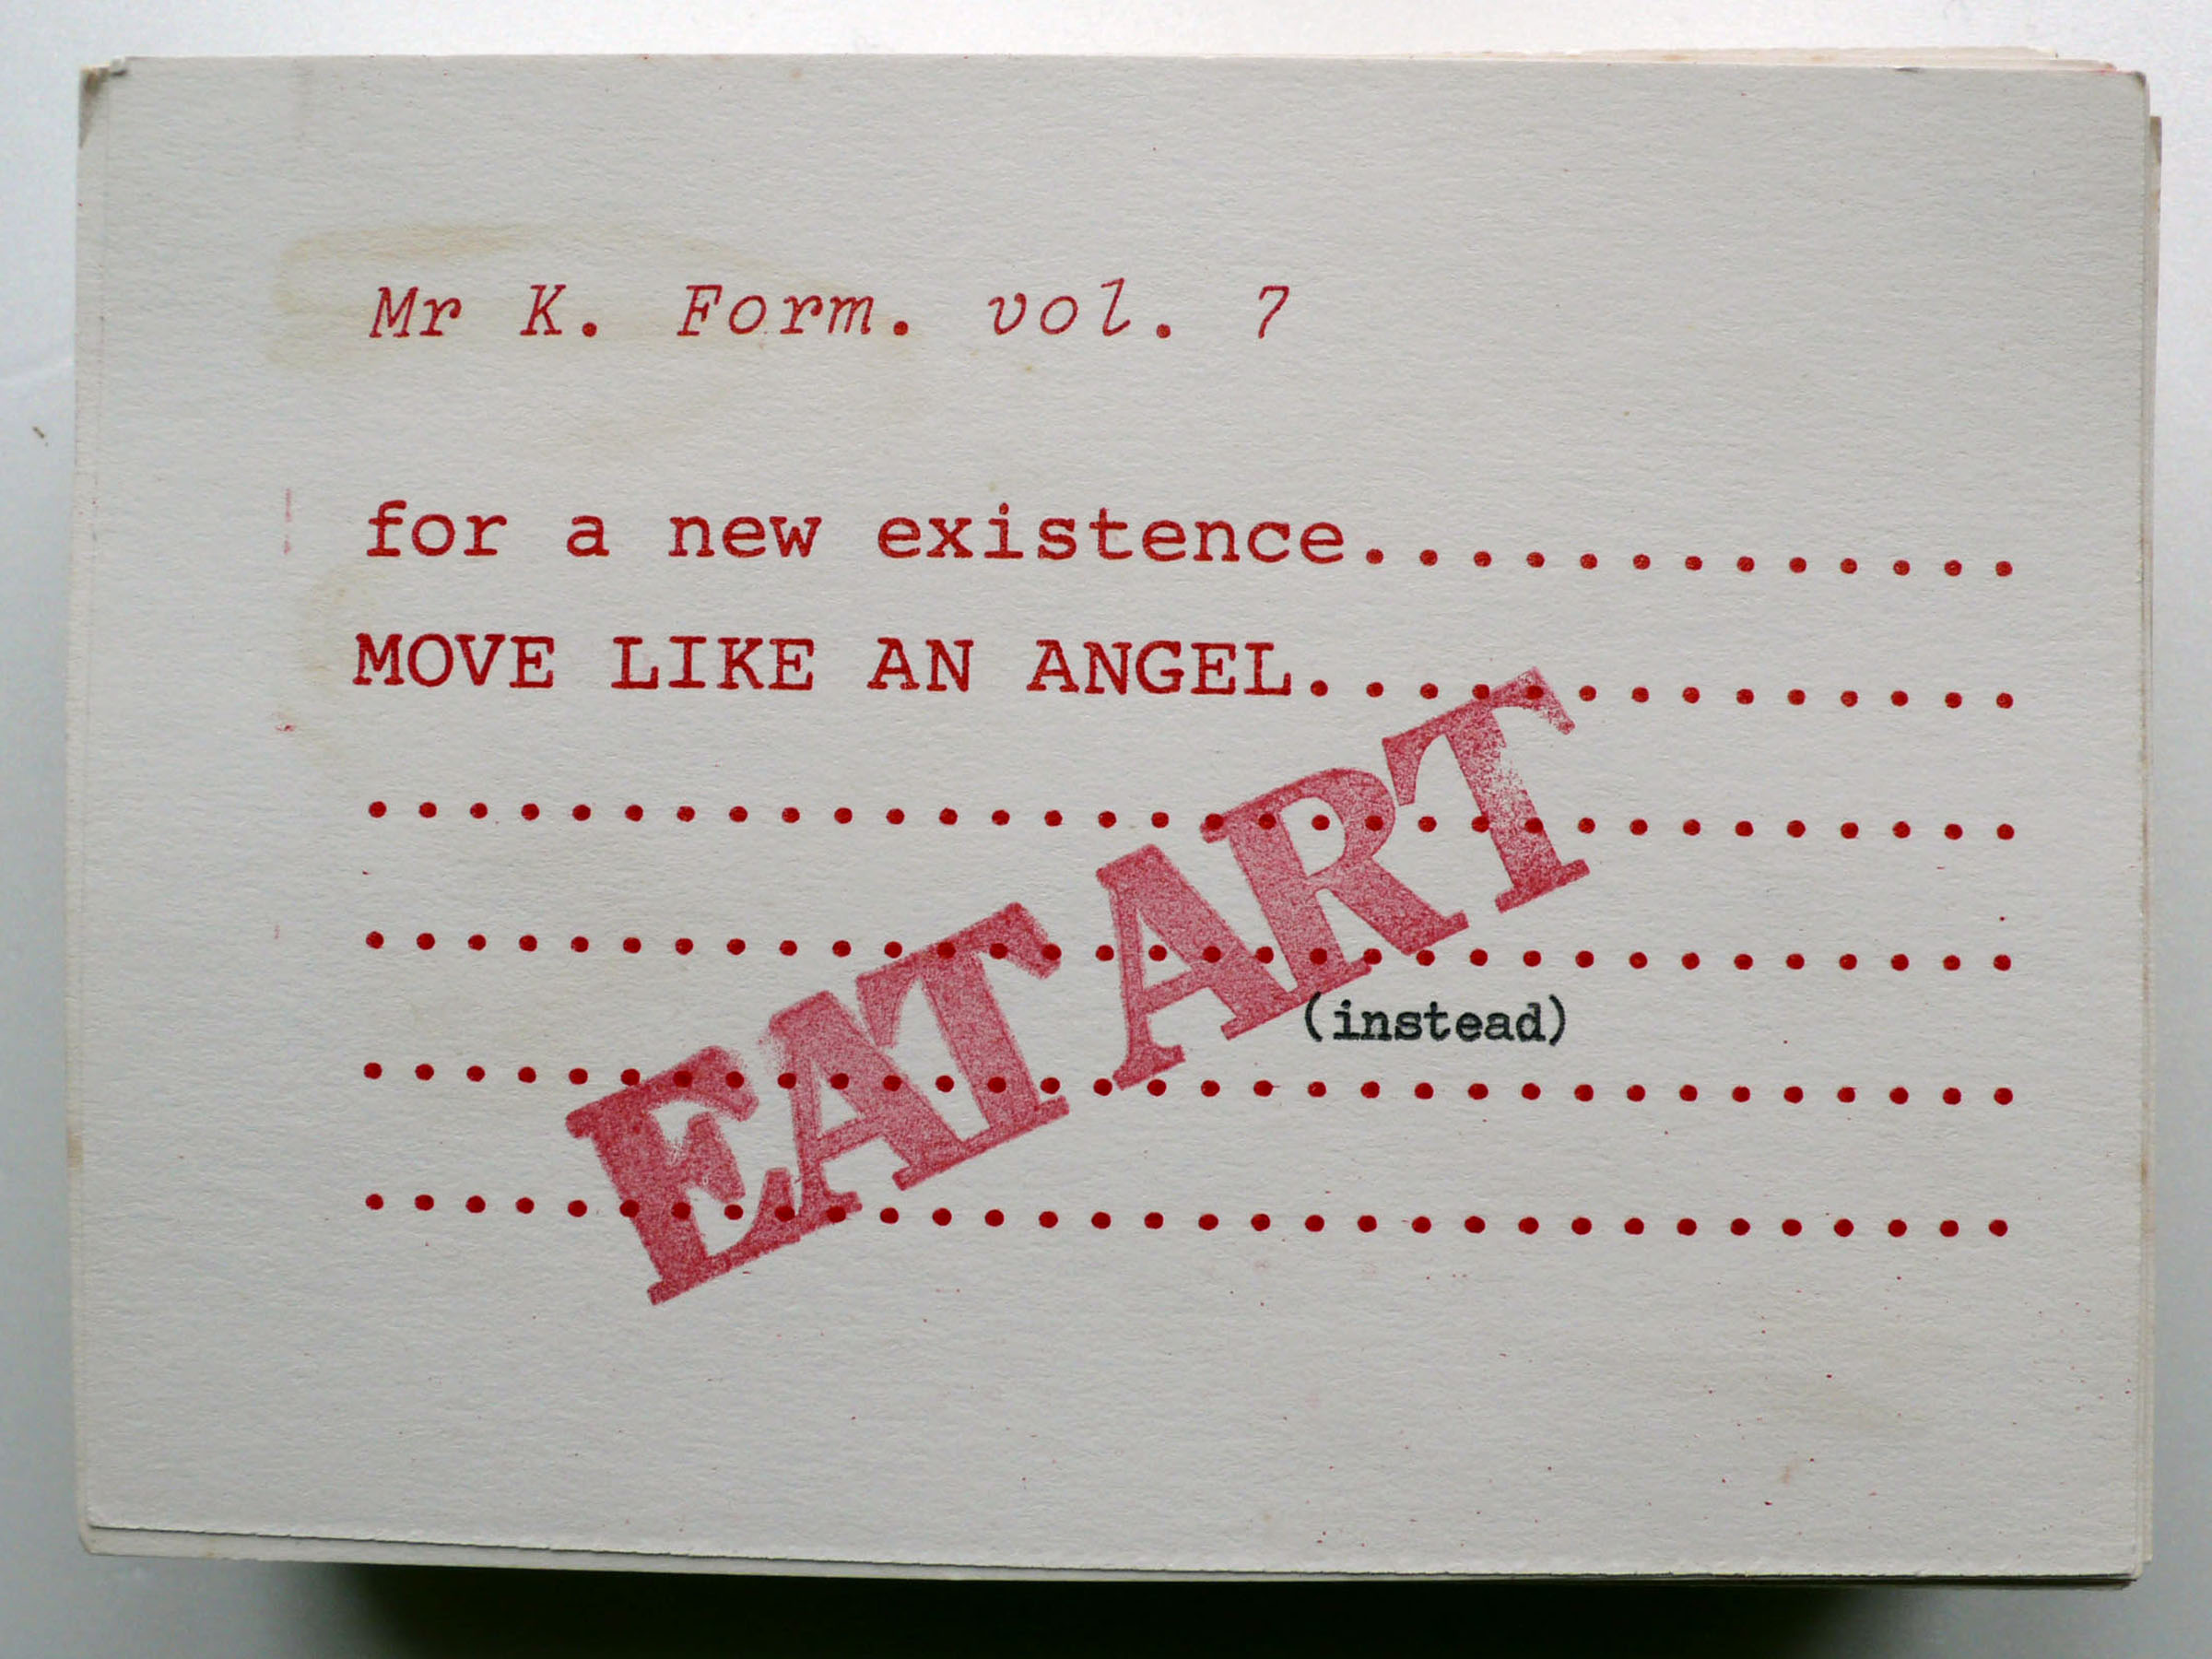 Mr K. Form. vol. 7
for a new existence.............
MOVE LIKE AN ANGEL..............
................................
................................
................................
................................
EAT ART
(instead)